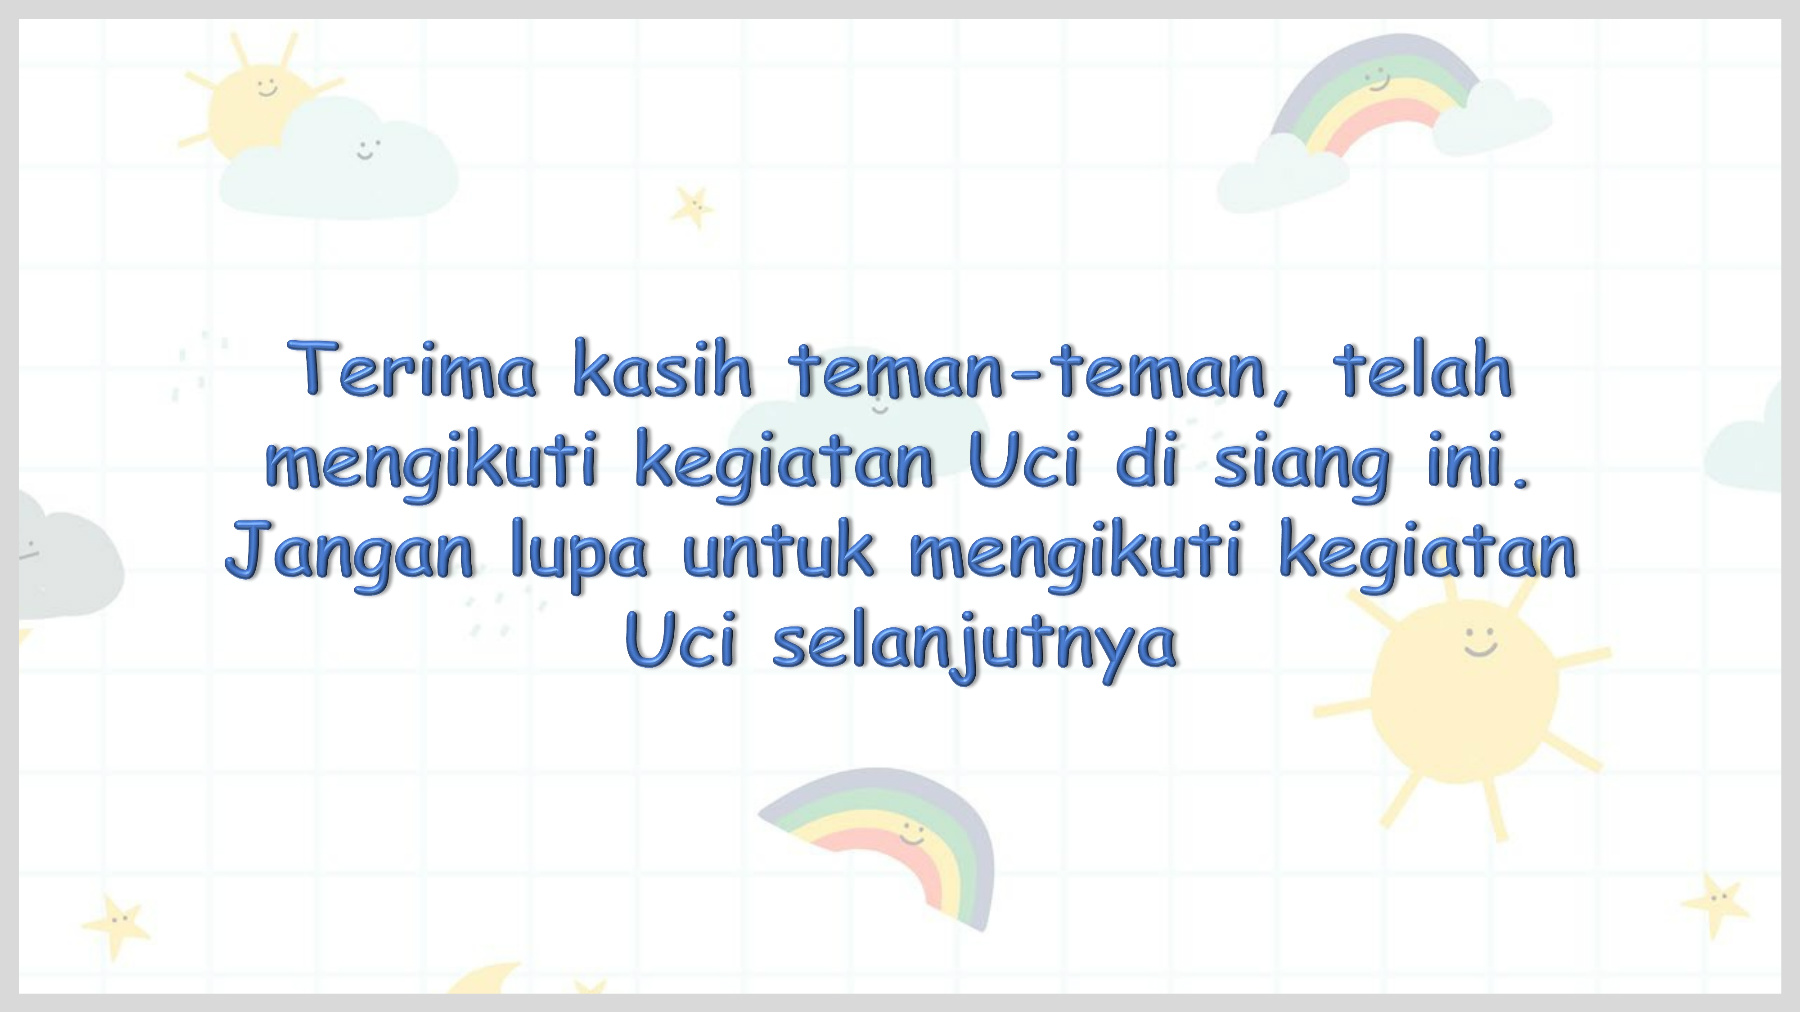 Terima kasih teman-teman, telah
mengikuti kegiatan Uci di siang ini.
Jangan lupa untuk mengikuti kegiatan
Uci selanjutnya